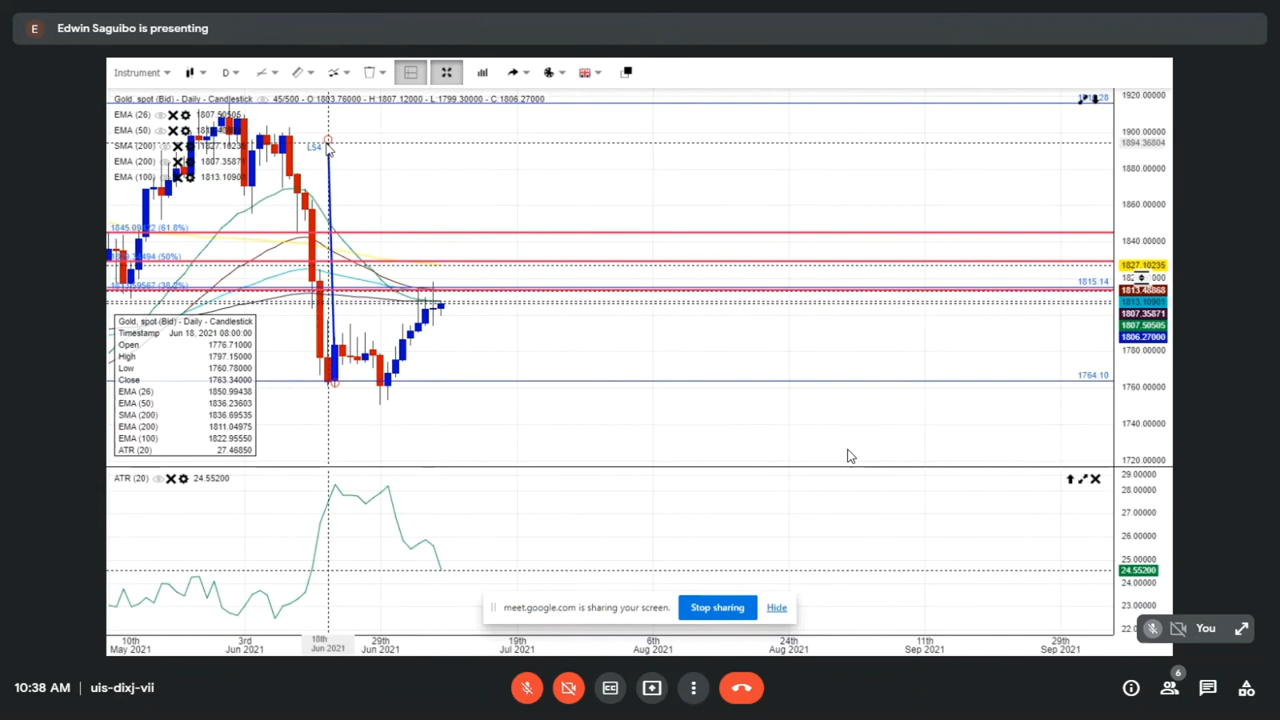 E Edwin Saguibo is presenting
Instrument D
Gold, spot (Bid) - Daily - Candlestick 45/500 - O:1803.76000 - H:1807.12000 - L:1799.30000 - C:1806.27000
EMA (26) 1807.50505
EMA (50)
SMA (200) 1827.10235
EMA (200) 1807.35871
EMA (100) 1813.10901
L54
(61.8%)
(50%)
(38.2%)
1815.14
1764.10
1920.00000
1900.00000
1894.36804
1880.00000
1860.00000
1840.00000
1827.10235
1813.48868
1813.10901
1807.35871
1807.50505
1806.27000
1780.00000
1760.00000
1740.00000
1720.00000
Gold, spot (Bid) - Daily - Candlestick
Timestamp Jun 18, 2021 08:00:00
Open 1776.71000
High 1797.15000
Low 1760.78000
Close 1763.34000
EMA (26) 1850.99438
EMA (50) 1836.23603
SMA (200) 1836.69535
EMA (200) 1811.04975
EMA (100) 1822.95550
ATR (20) 27.46850
ATR (20) 24.55200
29.00000
28.00000
27.00000
26.00000
25.00000
24.55200
24.00000
23.00000
meet.google.com is sharing your screen. Stop sharing Hide
You
10th 3rd 18th 29th 19th 6th 24th 11th 29th
May 2021 Jun 2021 Jun 2021 Jun 2021 Jul 2021 Aug 2021 Aug 2021 Sep 2021 Sep 2021
10:38 AM uis-dixj-vii 6